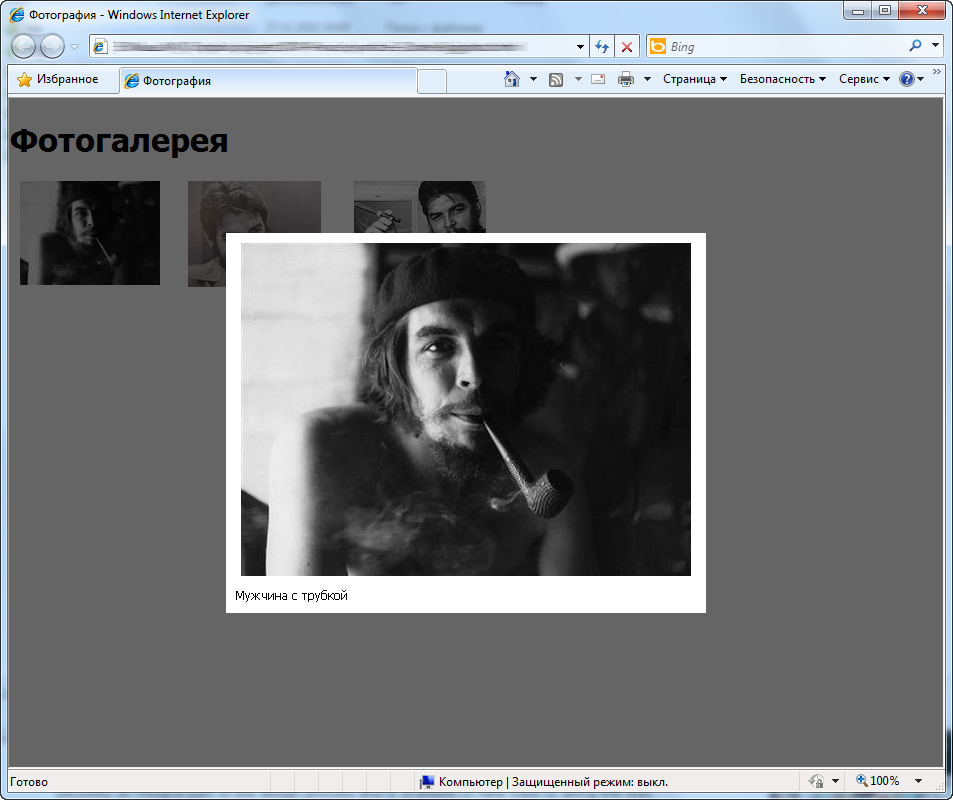 Фотография - Windows Internet Explorer
Bing
Избранное
Фотография
Страница
Безопасность
Сервис
Фотогалерея
Мужчина с трубкой
Готово
Компьютер | Защищенный режим: выкл.
100%